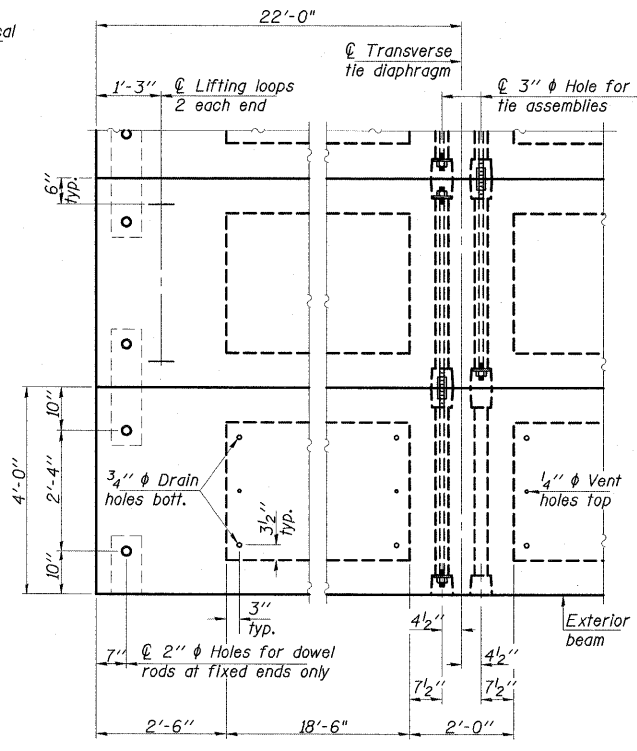 cal
22'-0"
℄ Transverse
tie diaphragm
1'-3"
℄ Lifting loops
2 each end
℄ 3" φ Hole for
tie assemblies
6"
typ.
4'-0"
10"
2'-4"
10"
3/4" φ Drain
holes bott.
3 1/2"
typ.
1/4" φ Vent
holes top
3"
typ.
4 1/2"
4 1/2"
Exterior
beam
7"
℄ 2" φ Holes for dowel
rods at fixed ends only
7 1/2"
7 1/2"
2'-6"
18'-6"
2'-0"